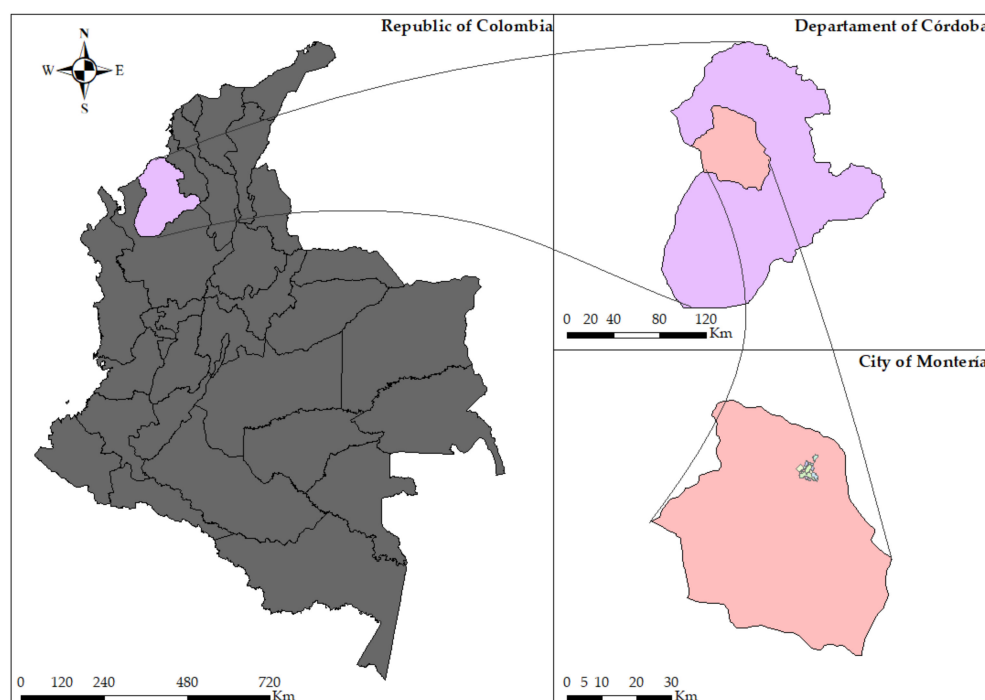 Republic of Colombia
N
W E
S
0 120 240 480 720
Km
Departament of Córdoba
0 20 40 80 120
Km
City of Montería
0 5 10 20 30
Km